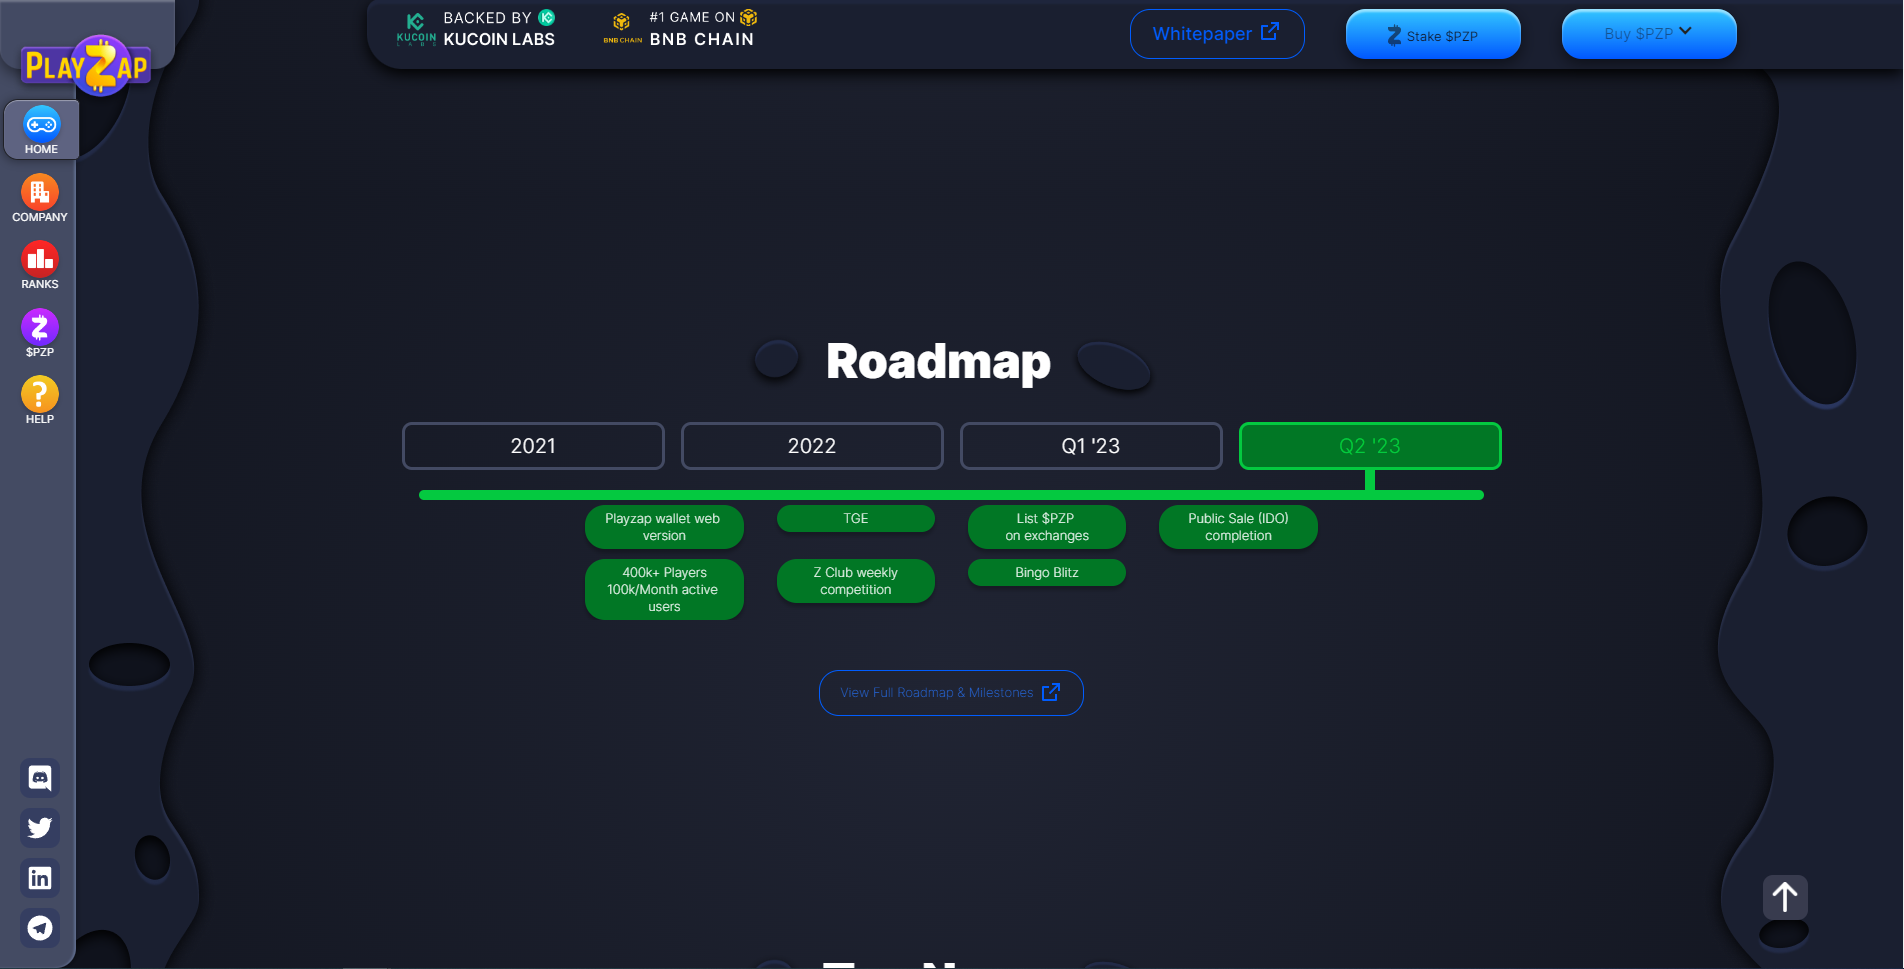 BACKED BY
KUCOIN LABS
KUCOIN
LABS
#1 GAME ON
BNB CHAIN
BNB CHAIN
Whitepaper
Stake $PZP
Buy $PZP
PLAYZAP
HOME
COMPANY
RANKS
$PZP
HELP
Roadmap
2021
2022
Q1 '23
Q2 '23
Playzap wallet web
version
TGE
List $PZP
on exchanges
Public Sale (IDO)
completion
400k+ Players
100k/Month active
users
Z Club weekly
competition
Bingo Blitz
View Full Roadmap & Milestones